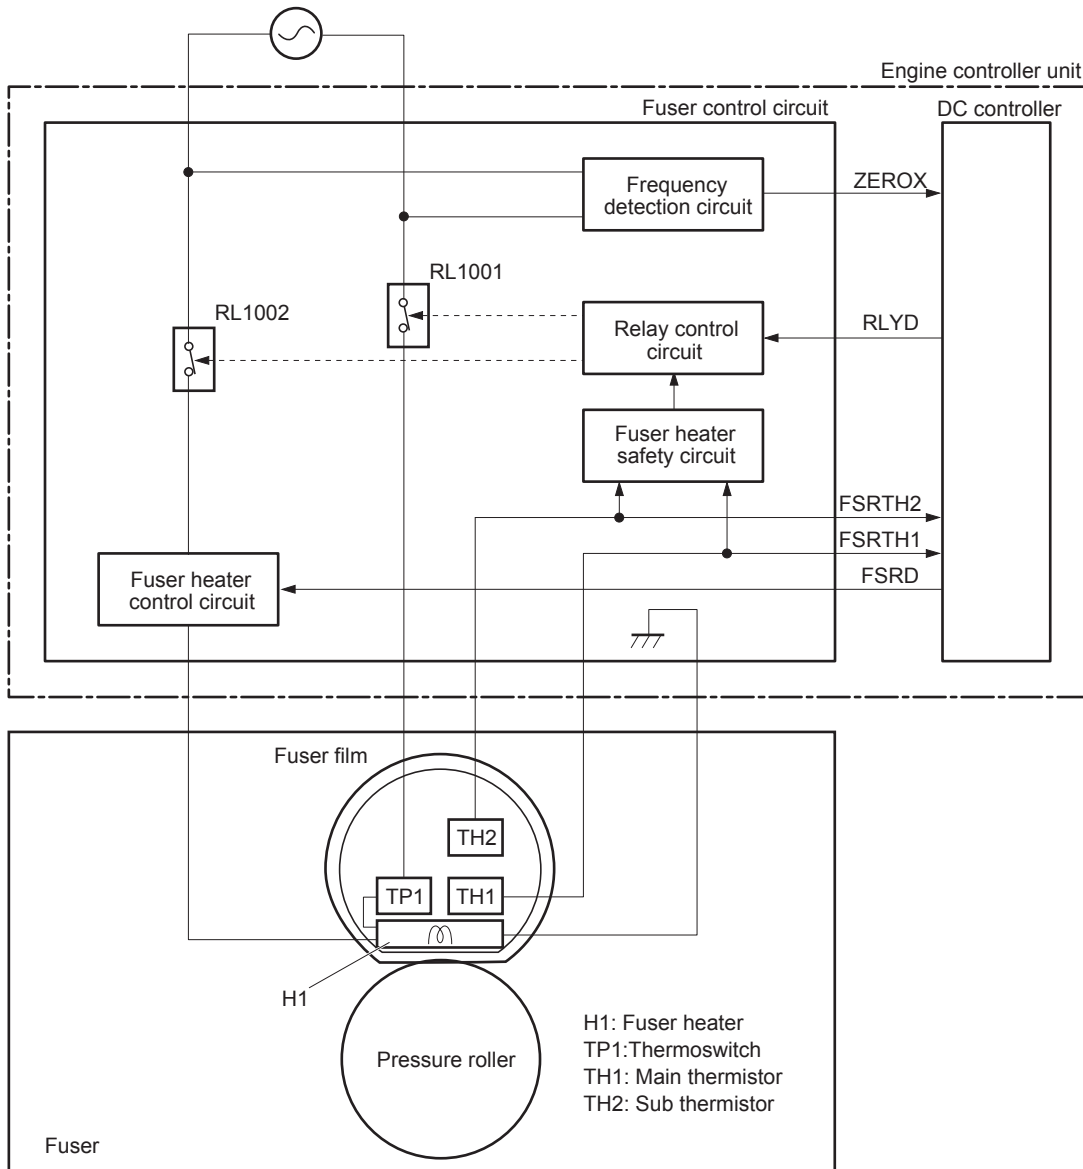 Engine controller unit
Fuser control circuit
DC controller
Frequency
detection circuit
ZEROX
RL1001
RL1002
Relay control
circuit
RLYD
Fuser heater
safety circuit
FSRTH2
FSRTH1
FSRD
Fuser heater
control circuit
Fuser film
TH2
TP1
TH1
H1
Pressure roller
H1: Fuser heater
TP1:Thermoswitch
TH1: Main thermistor
TH2: Sub thermistor
Fuser